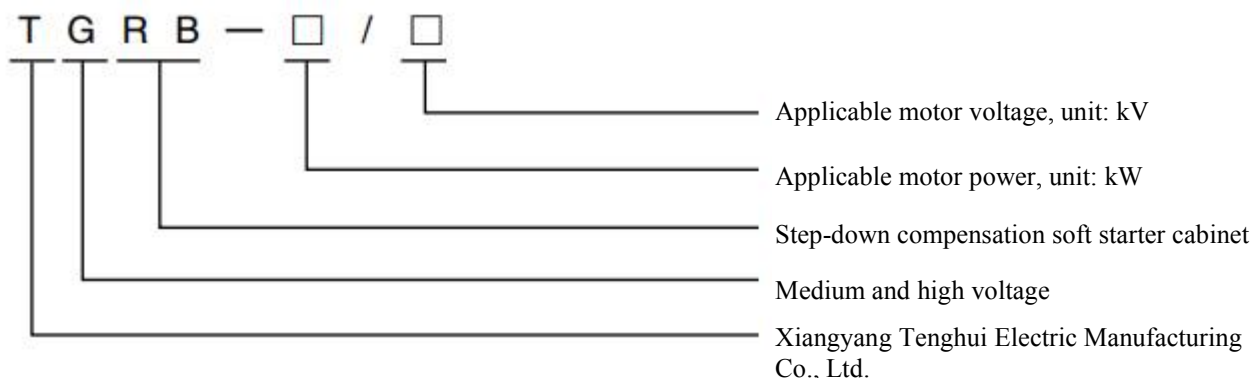 T G R B — □ / □
Applicable motor voltage, unit: kV
Applicable motor power, unit: kW
Step-down compensation soft starter cabinet
Medium and high voltage
Xiangyang Tenghui Electric Manufacturing
Co., Ltd.